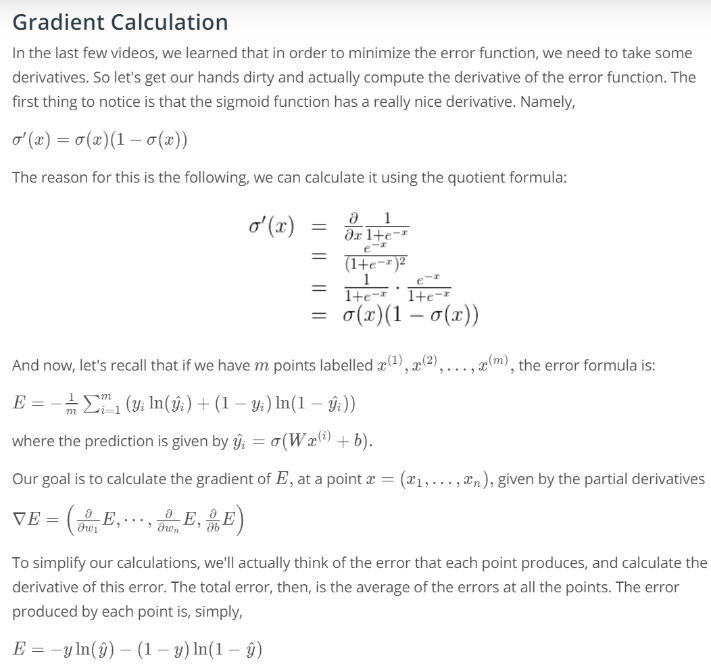 Gradient Calculation
In the last few videos, we learned that in order to minimize the error function, we need to take some
derivatives. So let's get our hands dirty and actually compute the derivative of the error function. The
first thing to notice is that the sigmoid function has a really nice derivative. Namely,
σ′(x) = σ(x)(1 − σ(x))
The reason for this is the following, we can calculate it using the quotient formula:
σ′(x) = ∂/∂x 1/(1+e^{−x})
= e^{−x}/(1+e^{−x})^2
= 1/(1+e^{−x}) · e^{−x}/(1+e^{−x})
= σ(x)(1 − σ(x))
And now, let's recall that if we have m points labelled x^{(1)}, x^{(2)}, . . . , x^{(m)}, the error formula is:
E = −1/m ∑_{i=1}^{m} (y_i ln(ŷ_i) + (1 − y_i) ln(1 − ŷ_i))
where the prediction is given by ŷ_i = σ(Wx^{(i)} + b).
Our goal is to calculate the gradient of E, at a point x = (x_1, . . . , x_n), given by the partial derivatives
∇E = (∂/∂w_1 E, ⋯ , ∂/∂w_n E, ∂/∂b E)
To simplify our calculations, we'll actually think of the error that each point produces, and calculate the
derivative of this error. The total error, then, is the average of the errors at all the points. The error
produced by each point is, simply,
E = −y ln(ŷ) − (1 − y) ln(1 − ŷ)